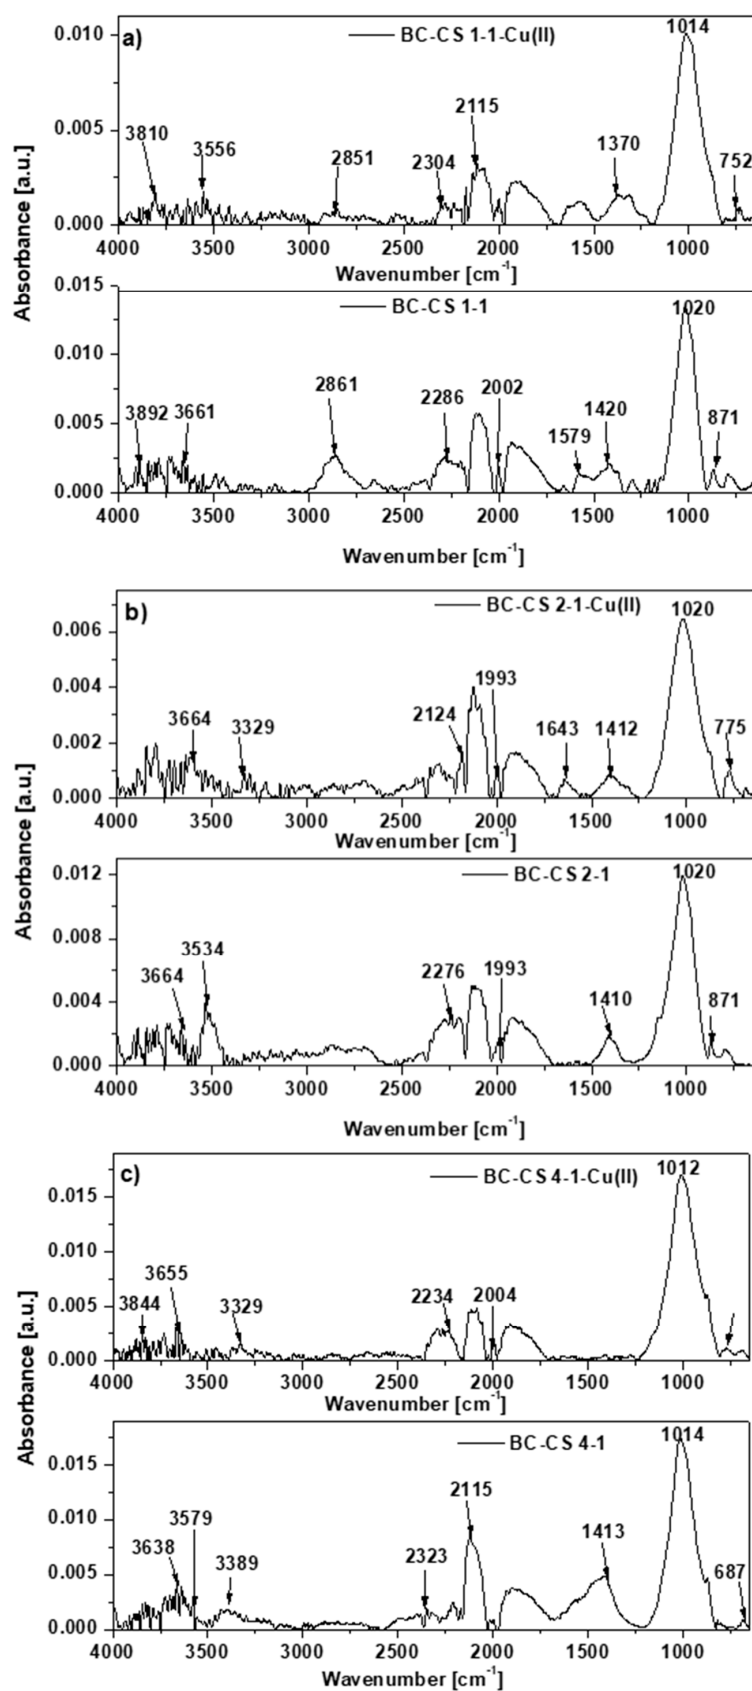 a)
BC-CS 1-1-Cu(II)
1014
0.010
2115
3810
3556
2851
2304
1370
752
0.005
0.000
4000 3500 3000 2500 2000 1500 1000
Wavenumber [cm-1]
Absorbance [a.u.]
0.015
BC-CS 1-1
1020
0.010
2861
2286
2002
1420
3892
3661
1579
871
0.005
0.000
4000 3500 3000 2500 2000 1500 1000
Wavenumber [cm-1]
b)
BC-CS 2-1-Cu(II)
1020
0.006
1993
0.004
3664
3329
2124
1643
1412
775
0.002
0.000
4000 3500 3000 2500 2000 1500 1000
Wavenumber [cm-1]
Absorbance [a.u.]
0.012
BC-CS 2-1
1020
0.008
3534
3664
2276
1993
1410
871
0.004
0.000
4000 3500 3000 2500 2000 1500 1000
Wavenumber [cm-1]
c)
BC-CS 4-1-Cu(II)
1012
0.015
0.010
3655
3844
3329
2234
2004
0.005
0.000
4000 3500 3000 2500 2000 1500 1000
Wavenumber [cm-1]
Absorbance [a.u.]
BC-CS 4-1
1014
0.015
2115
0.010
3579
3638
3389
2323
1413
687
0.005
0.000
4000 3500 3000 2500 2000 1500 1000
Wavenumber [cm-1]